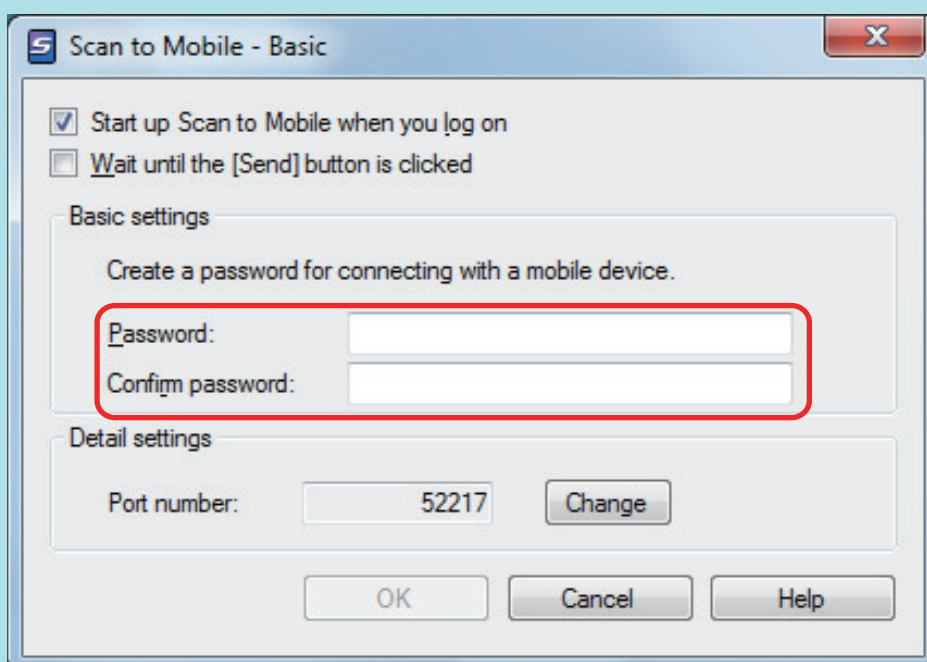 Scan to Mobile - Basic
Start up Scan to Mobile when you log on
Wait until the [Send] button is clicked
Basic settings
Create a password for connecting with a mobile device.
Password:
Confirm password:
Detail settings
Port number: 52217 Change
OK Cancel Help